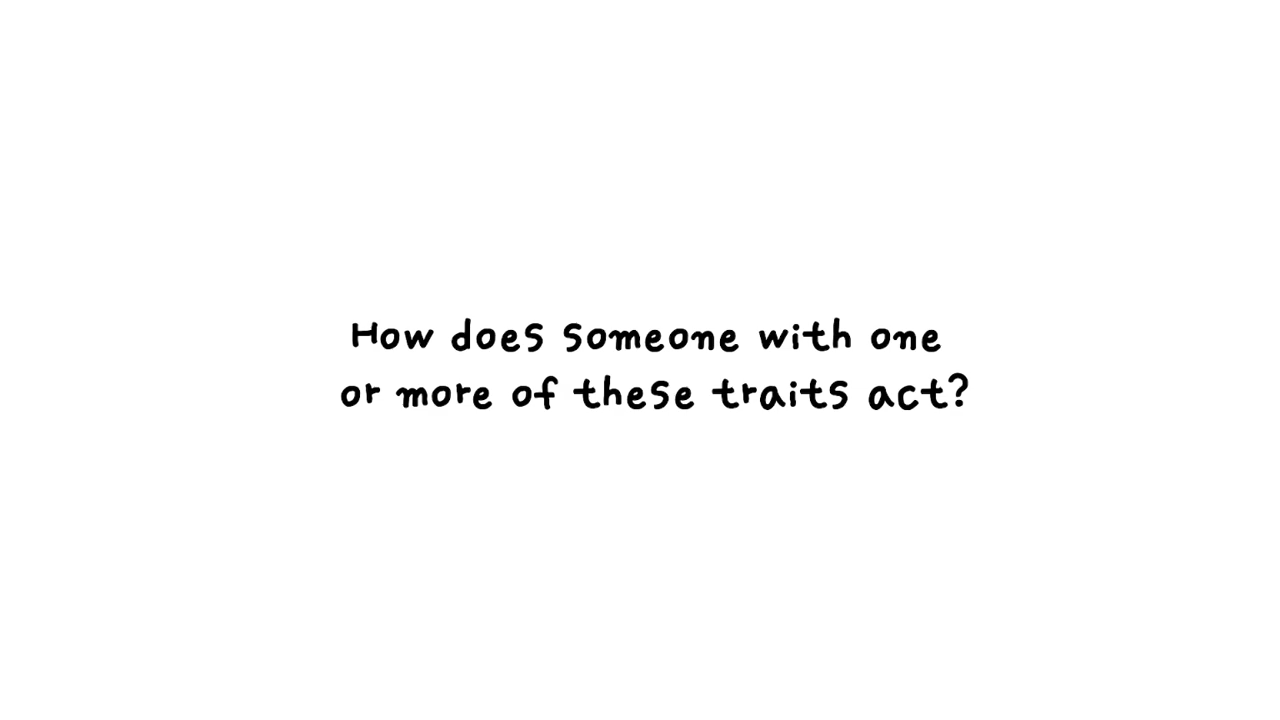 How does someone with one
or more of these traits act?